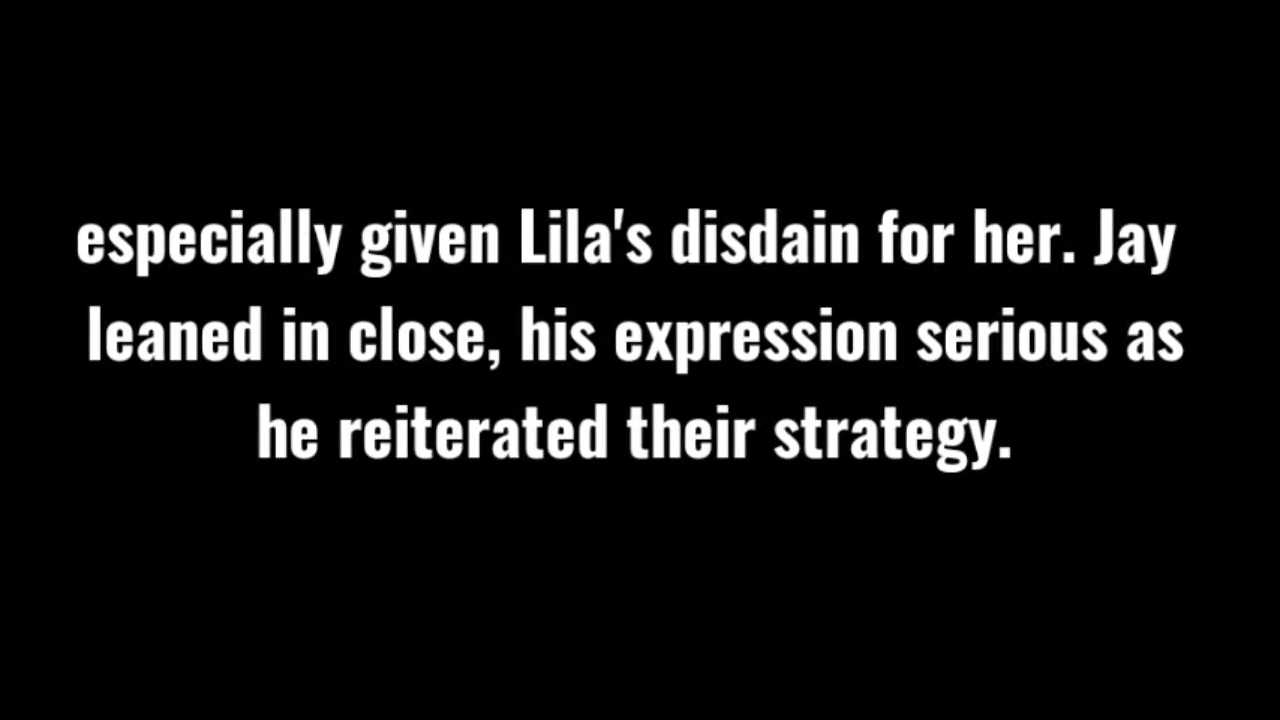 especially given Lila's disdain for her. Jay
leaned in close, his expression serious as
he reiterated their strategy.